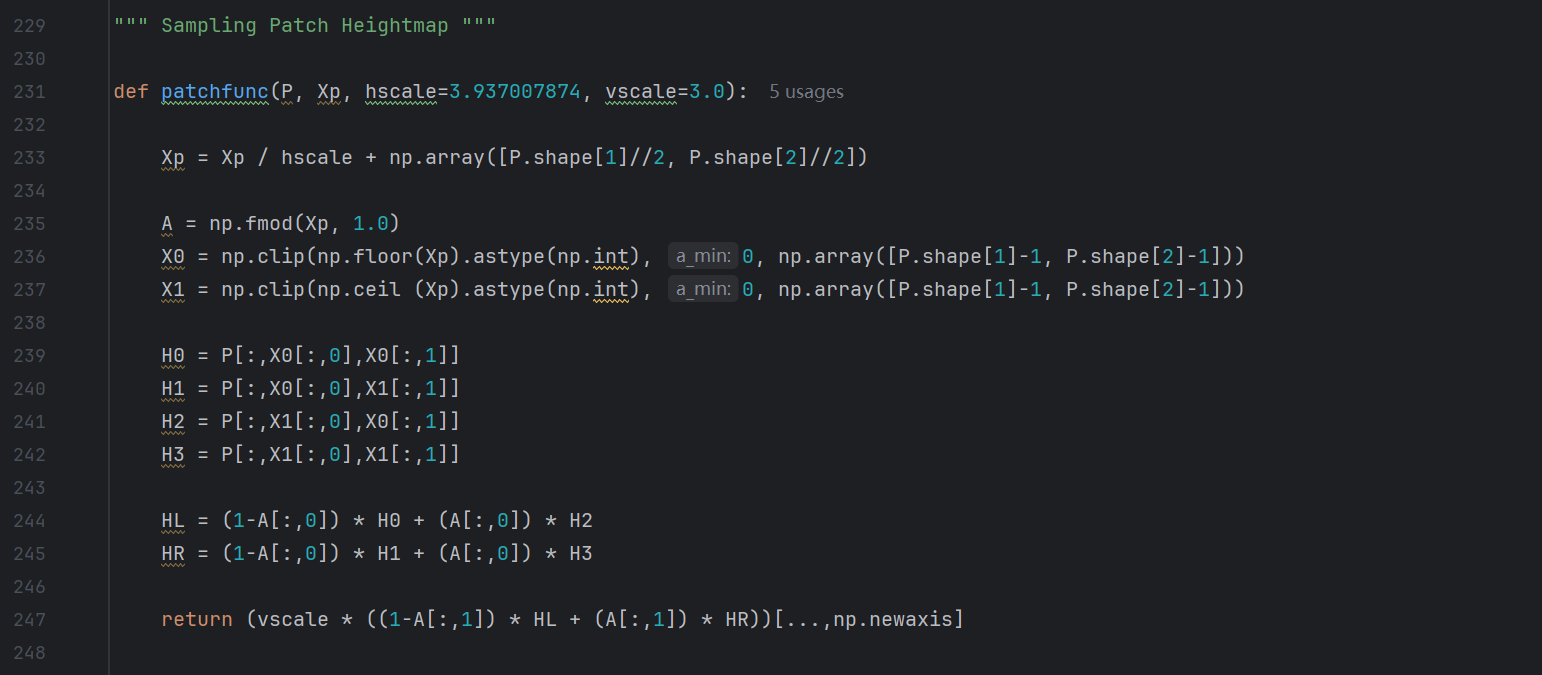 229 """ Sampling Patch Heightmap """
230
231 def patchfunc(P, Xp, hscale=3.937007874, vscale=3.0): 5 usages
232
233     Xp = Xp / hscale + np.array([P.shape[1]//2, P.shape[2]//2])
234
235     A = np.fmod(Xp, 1.0)
236     X0 = np.clip(np.floor(Xp).astype(np.int), a_min: 0, np.array([P.shape[1]-1, P.shape[2]-1]))
237     X1 = np.clip(np.ceil (Xp).astype(np.int), a_min: 0, np.array([P.shape[1]-1, P.shape[2]-1]))
238
239     H0 = P[:,X0[:,0],X0[:,1]]
240     H1 = P[:,X0[:,0],X1[:,1]]
241     H2 = P[:,X1[:,0],X0[:,1]]
242     H3 = P[:,X1[:,0],X1[:,1]]
243
244     HL = (1-A[:,0]) * H0 + (A[:,0]) * H2
245     HR = (1-A[:,0]) * H1 + (A[:,0]) * H3
246
247     return (vscale * ((1-A[:,1]) * HL + (A[:,1]) * HR))[...,np.newaxis]
248